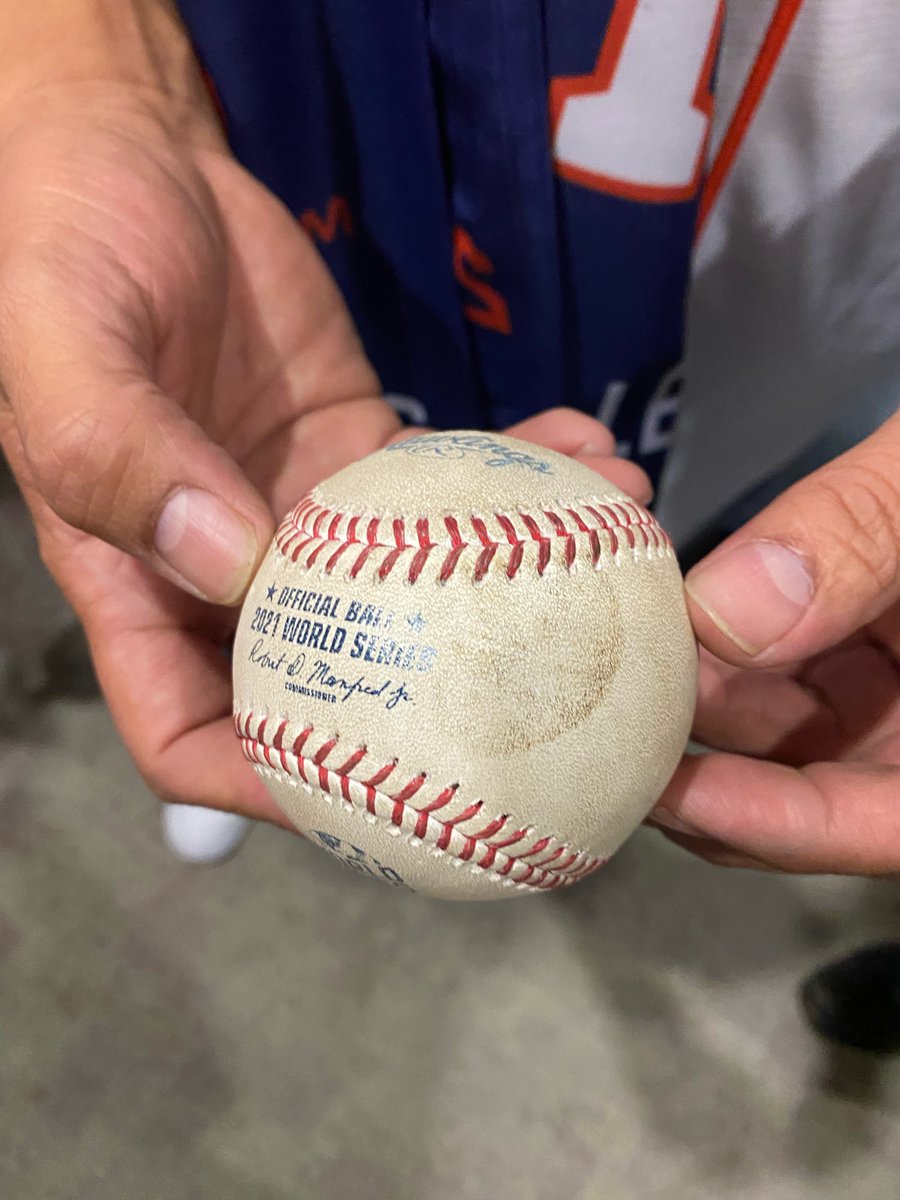 Rawlings
★ OFFICIAL BALL ★
2021 WORLD SERIES
Robert D. Manfred Jr.
COMMISSIONER